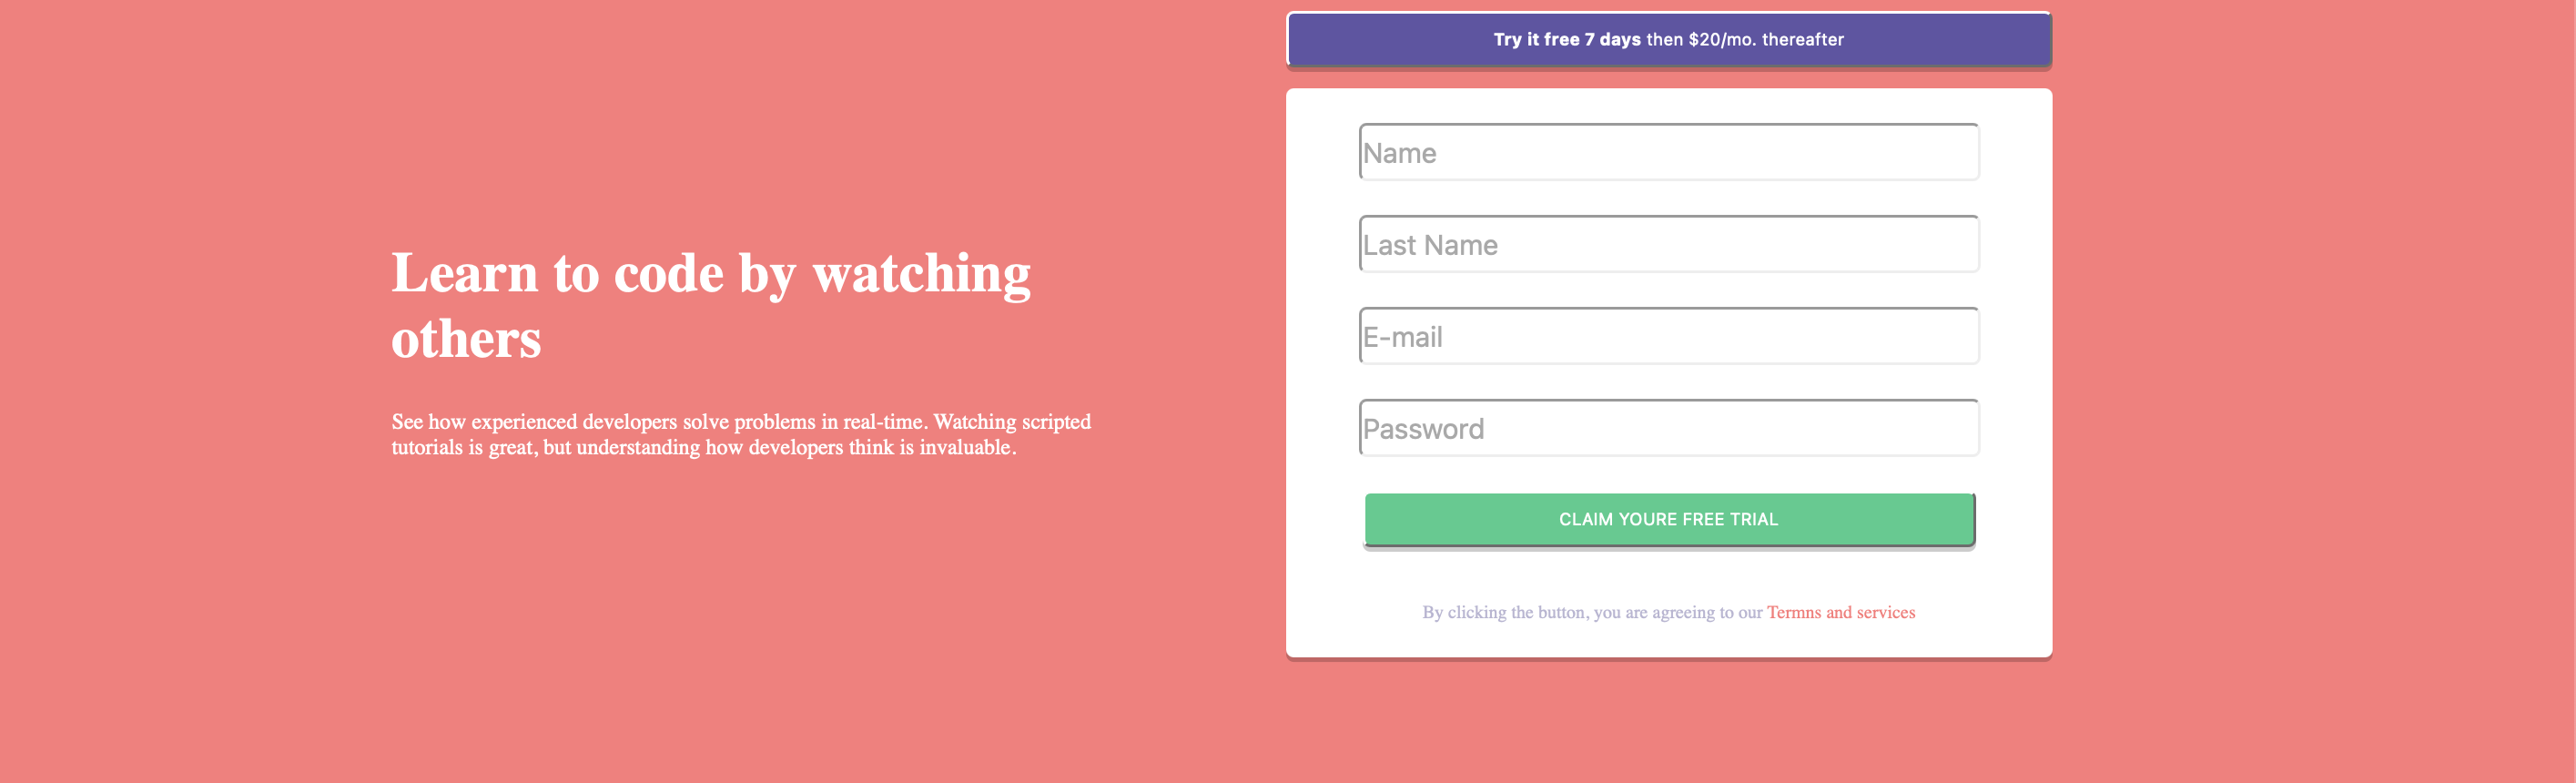 Learn to code by watching
others
See how experienced developers solve problems in real-time. Watching scripted
tutorials is great, but understanding how developers think is invaluable.
Try it free 7 days then $20/mo. thereafter
Name
Last Name
E-mail
Password
CLAIM YOURE FREE TRIAL
By clicking the button, you are agreeing to our Termns and services